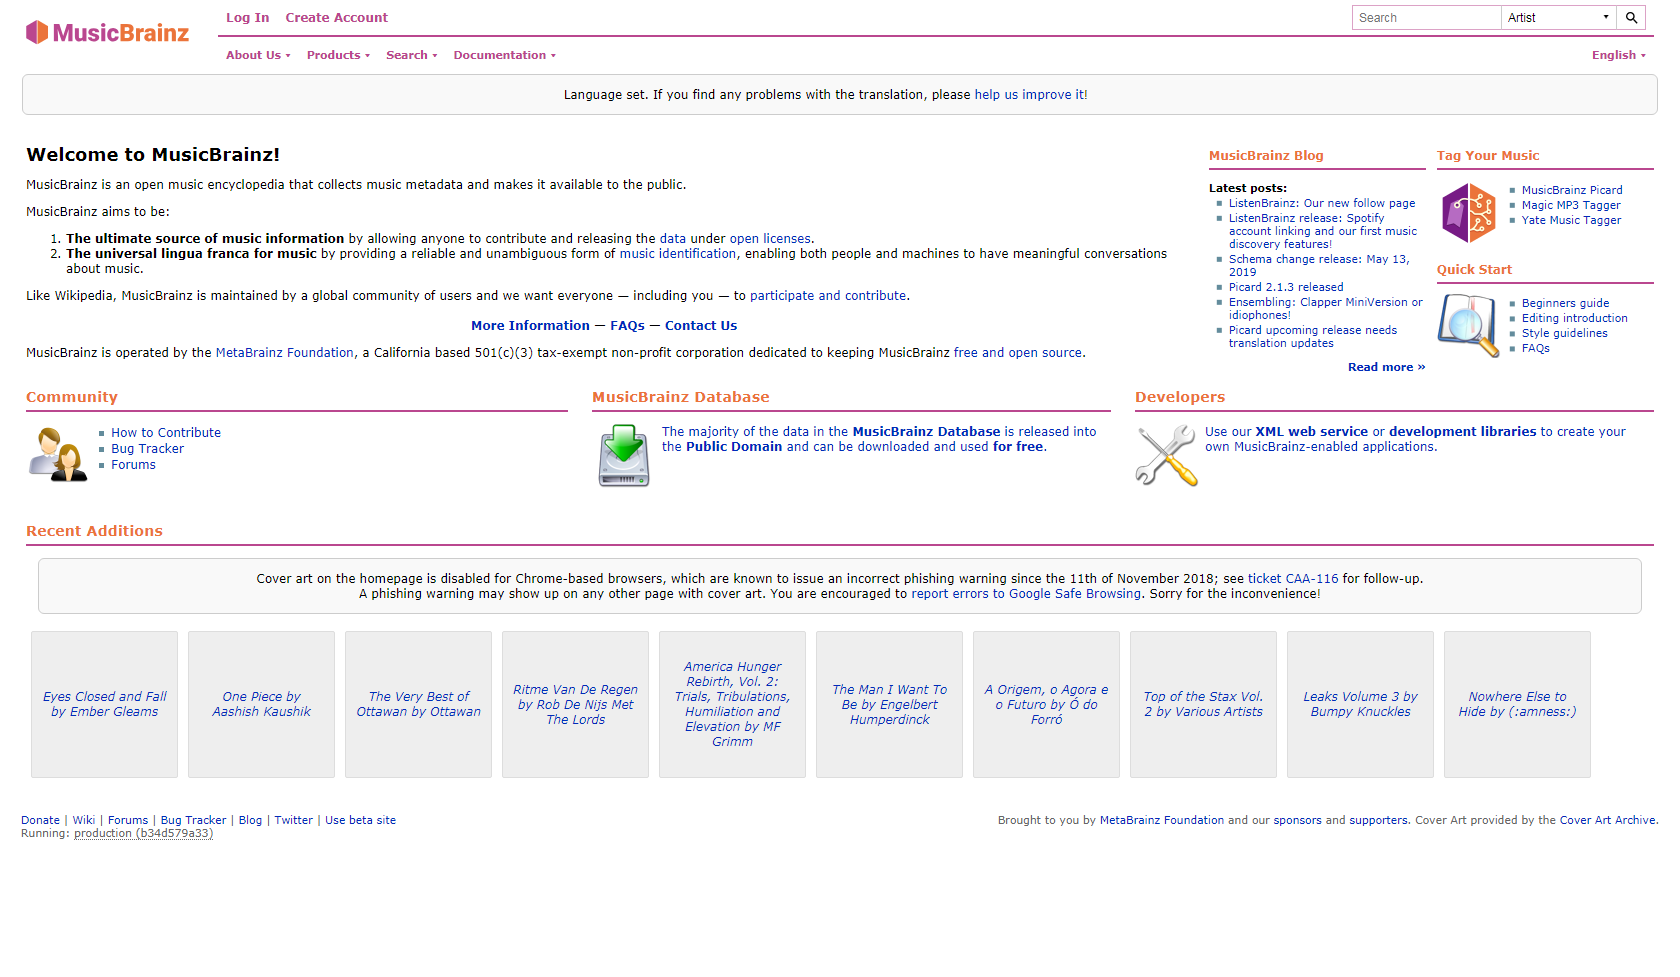 MusicBrainz
Log In Create Account
Search Artist
About Us Products Search Documentation
English
Language set. If you find any problems with the translation, please help us improve it!
Welcome to MusicBrainz!
MusicBrainz is an open music encyclopedia that collects music metadata and makes it available to the public.
MusicBrainz aims to be:
1. The ultimate source of music information by allowing anyone to contribute and releasing the data under open licenses.
2. The universal lingua franca for music by providing a reliable and unambiguous form of music identification, enabling both people and machines to have meaningful conversations
about music.
Like Wikipedia, MusicBrainz is maintained by a global community of users and we want everyone — including you — to participate and contribute.
More Information — FAQs — Contact Us
MusicBrainz is operated by the MetaBrainz Foundation, a California based 501(c)(3) tax-exempt non-profit corporation dedicated to keeping MusicBrainz free and open source.
MusicBrainz Blog
Latest posts:
ListenBrainz: Our new follow page
ListenBrainz release: Spotify
account linking and our first music
discovery features!
Schema change release: May 13,
2019
Picard 2.1.3 released
Ensembling: Clapper MiniVersion or
idiophones!
Picard upcoming release needs
translation updates
Read more »
Tag Your Music
MusicBrainz Picard
Magic MP3 Tagger
Yate Music Tagger
Quick Start
Beginners guide
Editing introduction
Style guidelines
FAQs
Community
How to Contribute
Bug Tracker
Forums
MusicBrainz Database
The majority of the data in the MusicBrainz Database is released into
the Public Domain and can be downloaded and used for free.
Developers
Use our XML web service or development libraries to create your
own MusicBrainz-enabled applications.
Recent Additions
Cover art on the homepage is disabled for Chrome-based browsers, which are known to issue an incorrect phishing warning since the 11th of November 2018; see ticket CAA-116 for follow-up.
A phishing warning may show up on any other page with cover art. You are encouraged to report errors to Google Safe Browsing. Sorry for the inconvenience!
Eyes Closed and Fall
by Ember Gleams
One Piece by
Aashish Kaushik
The Very Best of
Ottawan by Ottawan
Ritme Van De Regen
by Rob De Nijs Met
The Lords
America Hunger
Rebirth, Vol. 2:
Trials, Tribulations,
Humiliation and
Elevation by MF
Grimm
The Man I Want To
Be by Engelbert
Humperdinck
A Origem, o Agora e
o Futuro by Ó do
Forró
Top of the Stax Vol.
2 by Various Artists
Leaks Volume 3 by
Bumpy Knuckles
Nowhere Else to
Hide by (:amness:)
Donate | Wiki | Forums | Bug Tracker | Blog | Twitter | Use beta site
Running: production (b34d579a33)
Brought to you by MetaBrainz Foundation and our sponsors and supporters. Cover Art provided by the Cover Art Archive.